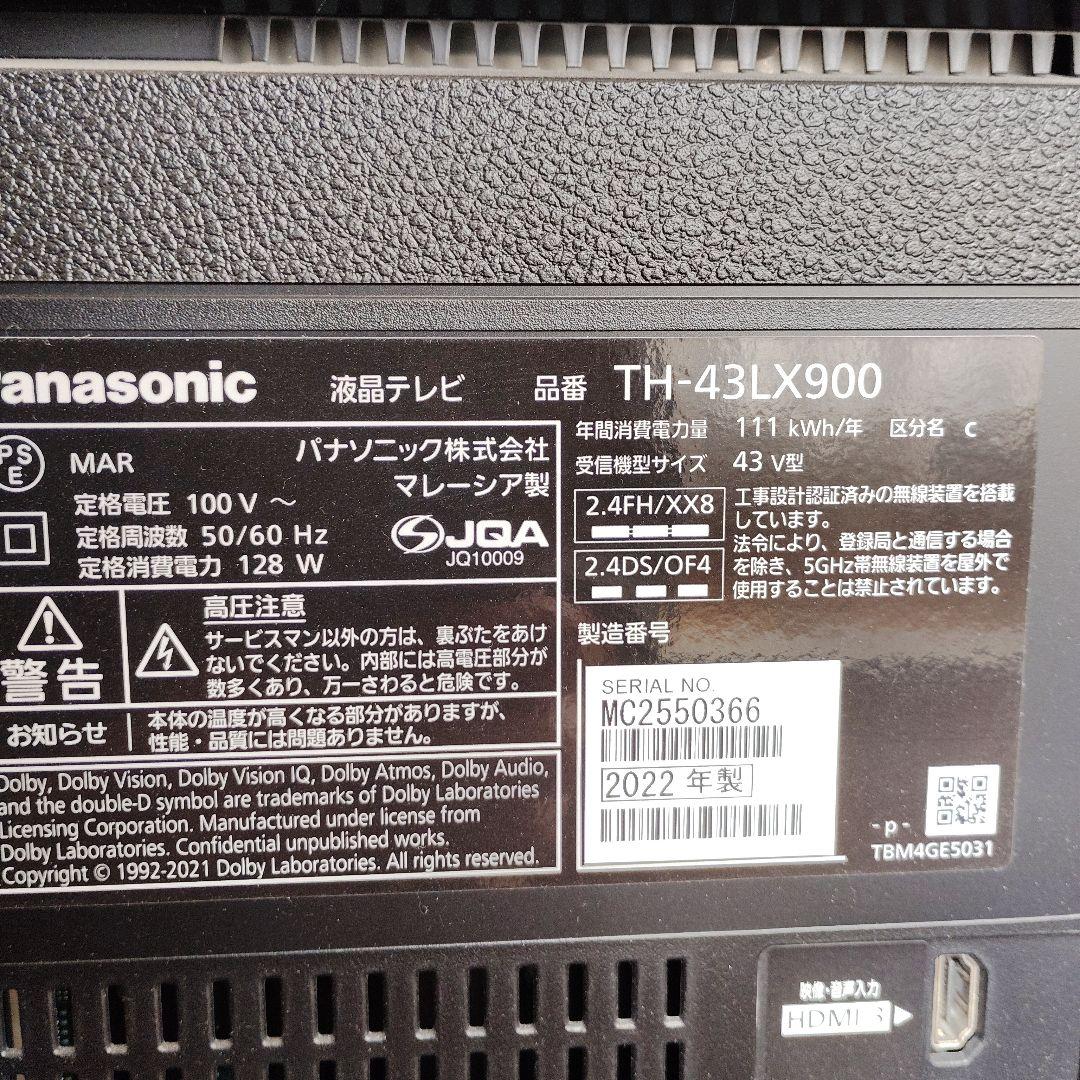 Panasonic 液晶テレビ 品番 TH-43LX900
PS
E
MAR
パナソニック株式会社
マレーシア製
定格電圧 100 V ～
定格周波数 50/60 Hz
定格消費電力 128 W
JQA
JQ10009
年間消費電力量 111 kWh/年 区分名 c
受信機型サイズ 43 V型
2.4FH/XX8
2.4DS/OF4
工事設計認証済みの無線装置を搭載
しています。
法令により、登録局と通信する場合
を除き、5GHz帯無線装置を屋外で
使用することは禁止されています。
警告
高圧注意
サービスマン以外の方は、裏ぶたをあけ
ないでください。内部には高電圧部分が
数多くあり、万一さわると危険です。
お知らせ
本体の温度が高くなる部分がありますが、
性能・品質には問題ありません。
Dolby, Dolby Vision, Dolby Vision IQ, Dolby Atmos, Dolby Audio,
and the double-D symbol are trademarks of Dolby Laboratories
Licensing Corporation. Manufactured under license from
Dolby Laboratories. Confidential unpublished works.
Copyright © 1992-2021 Dolby Laboratories. All rights reserved.
製造番号
SERIAL NO.
MC2550366
2022 年製
- p -
TBM4GE5031
映像・音声入力
HDMI 3